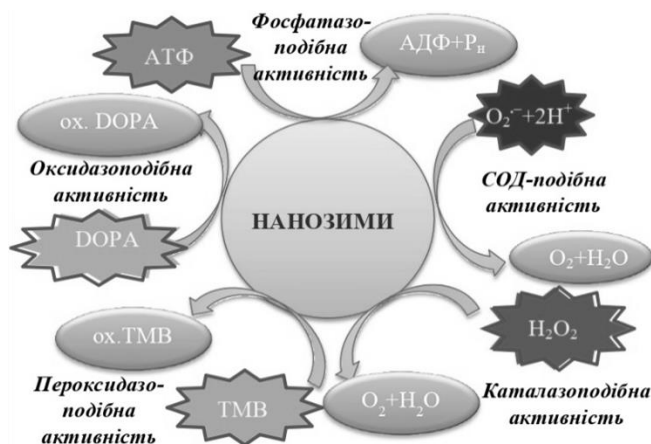 Фосфатазо-
подібна
активність
АТФ
АДФ+Рн
ox. DOPA
O₂·⁻+2H⁺
Оксидазоподібна
активність
СОД-подібна
активність
DOPA
НАНОЗИМИ
O₂+H₂O
ox.TMB
H₂O₂
Пероксидазо-
подібна
активність
TMB
O₂+H₂O
Каталазоподібна
активність